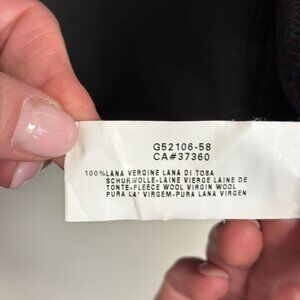 G52106-58
CA#37360
100%LANA VERGINE LANA DI TOSA
SCHURWOLLE-LAINE VIERGE LAINE DE
TONTE-FLEECE WOOL VIRGIN WOOL
PURA LA' VIRGEM-PURA LANA VIRGEN